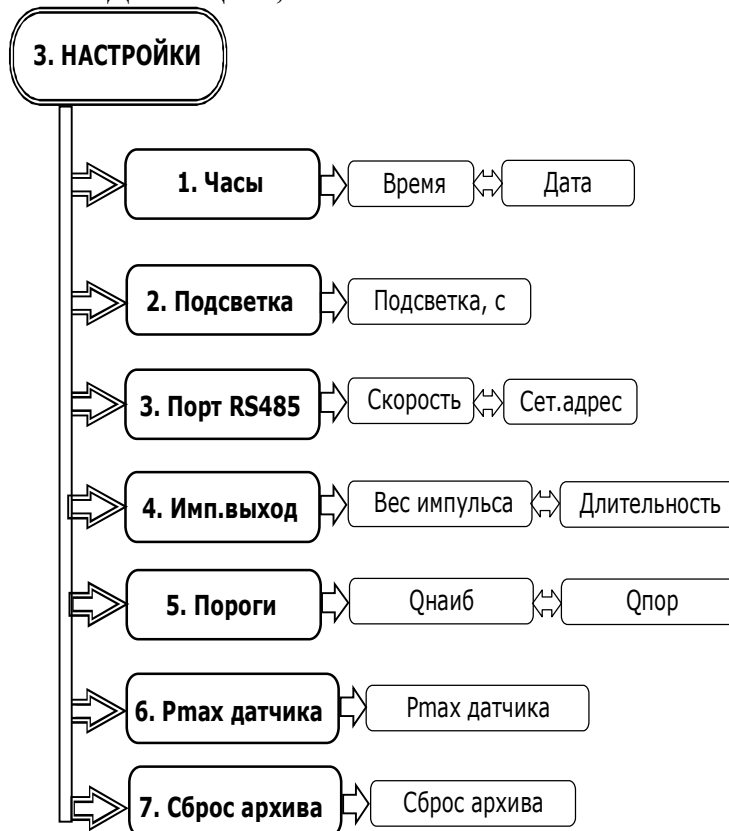 3. НАСТРОЙКИ
1. Часы Время Дата
2. Подсветка Подсветка, с
3. Порт RS485 Скорость Сет.адрес
4. Имп.выход Вес импульса Длительность
5. Пороги Qнаиб Qпор
6. Pmax датчика Pmax датчика
7. Сброс архива Сброс архива